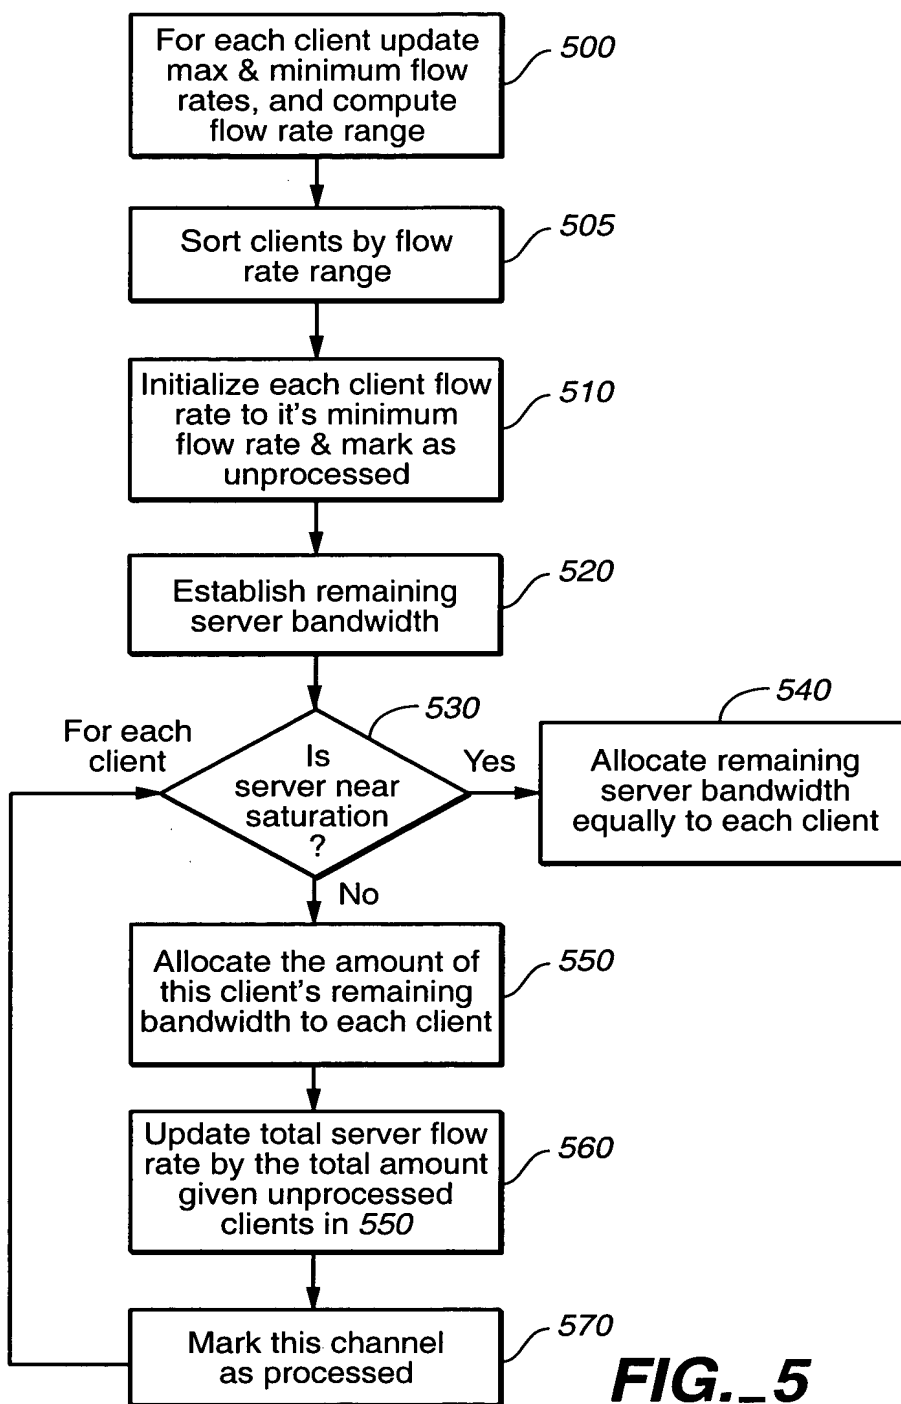 For each client update
max & minimum flow
rates, and compute
flow rate range
500
Sort clients by flow
rate range
505
Initialize each client flow
rate to it's minimum
flow rate & mark as
unprocessed
510
Establish remaining
server bandwidth
520
For each
client
Is
server near
saturation
?
530
Yes
Allocate remaining
server bandwidth
equally to each client
540
No
Allocate the amount of
this client's remaining
bandwidth to each client
550
Update total server flow
rate by the total amount
given unprocessed
clients in 550
560
Mark this channel
as processed
570
FIG._5